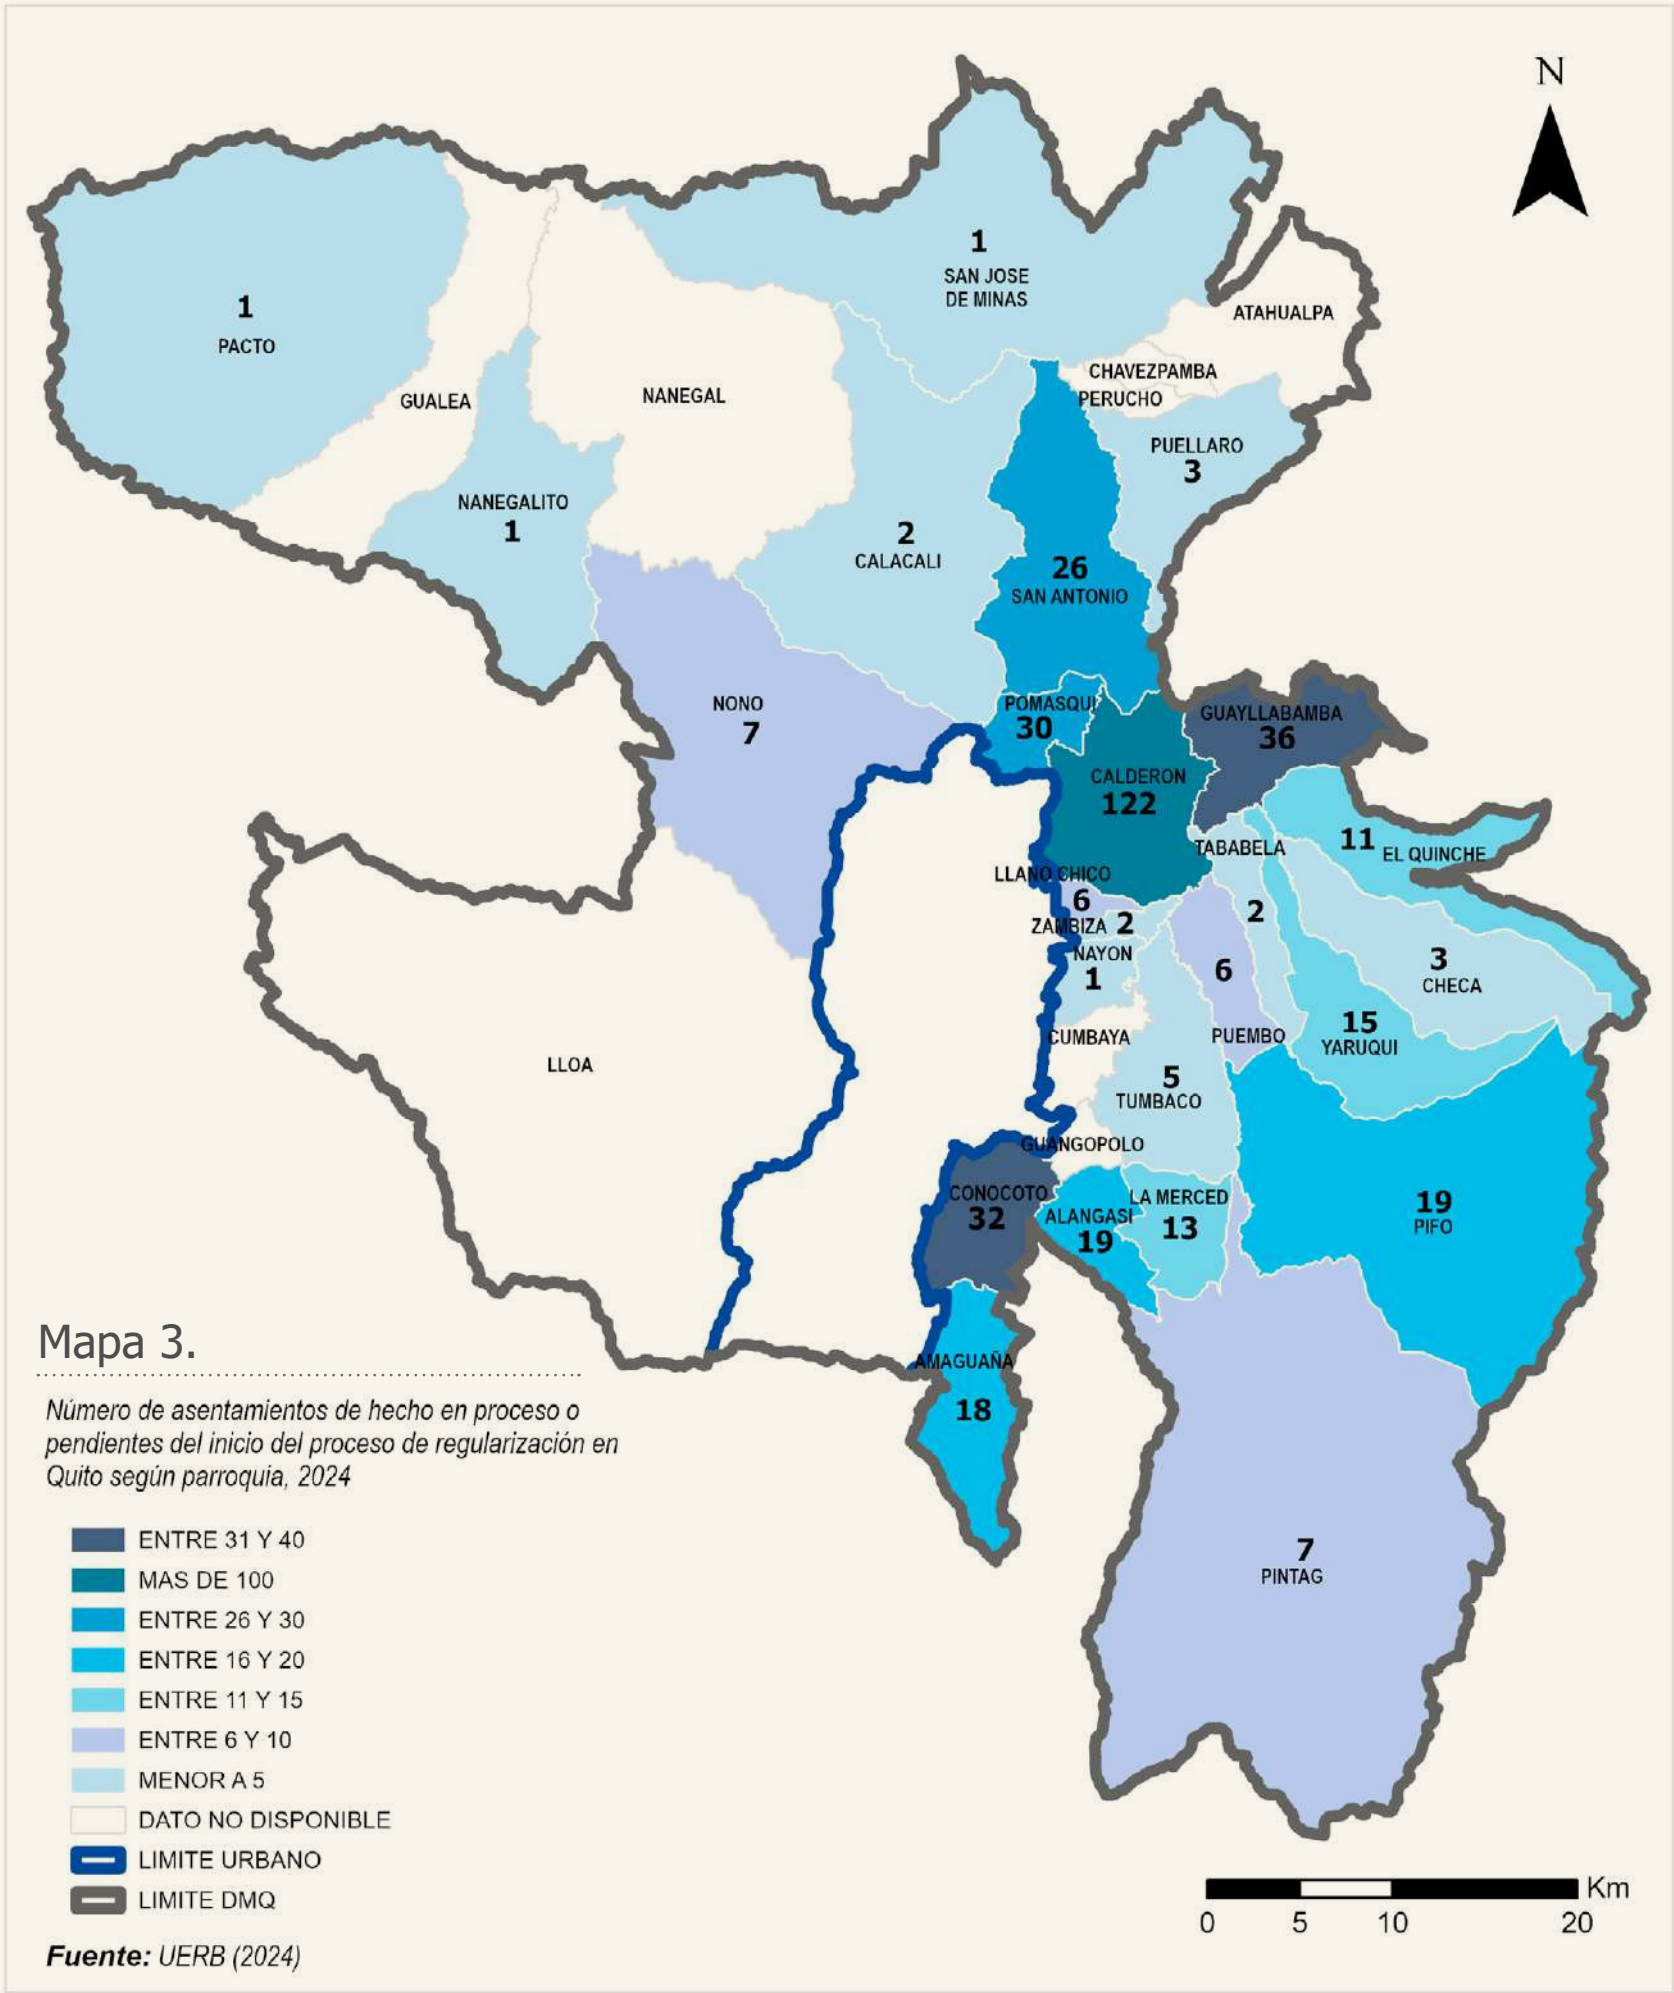 N
1
SAN JOSE
DE MINAS
ATAHUALPA
1
PACTO
CHAVEZPAMBA
GUALEA
NANEGAL
PERUCHO
PUELLARO
3
NANEGALITO
1
2
CALACALI
26
SAN ANTONIO
NONO
7
POMASQUI
30
GUAYLLABAMBA
36
CALDERON
122
TABABELA
11 EL QUINCHE
LLANO CHICO
6
2
ZAMBIZA 2
NAYON
1
6
3
CHECA
CUMBAYA
PUEMBO
15
YARUQUI
LLOA
5
TUMBACO
GUANGOPOLO
CONOCOTO
32
ALANGASI
19
LA MERCED
13
19
PIFO
AMAGUAÑA
18
7
PINTAG
Mapa 3.
Número de asentamientos de hecho en proceso o
pendientes del inicio del proceso de regularización en
Quito según parroquia, 2024
ENTRE 31 Y 40
MAS DE 100
ENTRE 26 Y 30
ENTRE 16 Y 20
ENTRE 11 Y 15
ENTRE 6 Y 10
MENOR A 5
DATO NO DISPONIBLE
LIMITE URBANO
LIMITE DMQ
Km
0 5 10 20
Fuente: UERB (2024)